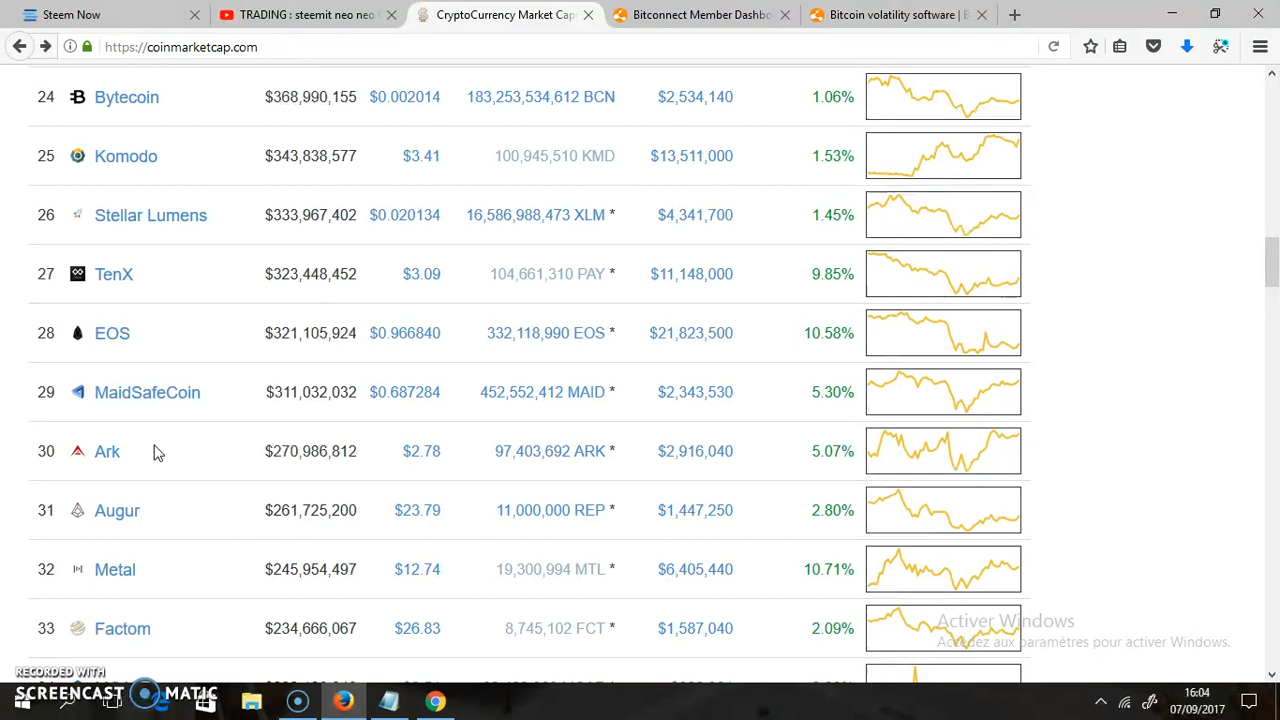 Steem Now
TRADING : steemit neo neo
CryptoCurrency Market Cap
Bitconnect Member Dashbo
Bitcoin volatility software | B
https://coinmarketcap.com
24 Bytecoin $368,990,155 $0.002014 183,253,534,612 BCN $2,534,140 1.06%
25 Komodo $343,838,577 $3.41 100,945,510 KMD $13,511,000 1.53%
26 Stellar Lumens $333,967,402 $0.020134 16,586,988,473 XLM * $4,341,700 1.45%
27 TenX $323,448,452 $3.09 104,661,310 PAY * $11,148,000 9.85%
28 EOS $321,105,924 $0.966840 332,118,990 EOS * $21,823,500 10.58%
29 MaidSafeCoin $311,032,032 $0.687284 452,552,412 MAID * $2,343,530 5.30%
30 Ark $270,986,812 $2.78 97,403,692 ARK * $2,916,040 5.07%
31 Augur $261,725,200 $23.79 11,000,000 REP * $1,447,250 2.80%
32 Metal $245,954,497 $12.74 19,300,994 MTL * $6,405,440 10.71%
33 Factom $234,666,067 $26.83 8,745,102 FCT * $1,587,040 2.09%
Activer Windows
Accédez aux paramètres pour activer Windows.
RECORDED WITH
SCREENCAST MATIC
16:04
07/09/2017